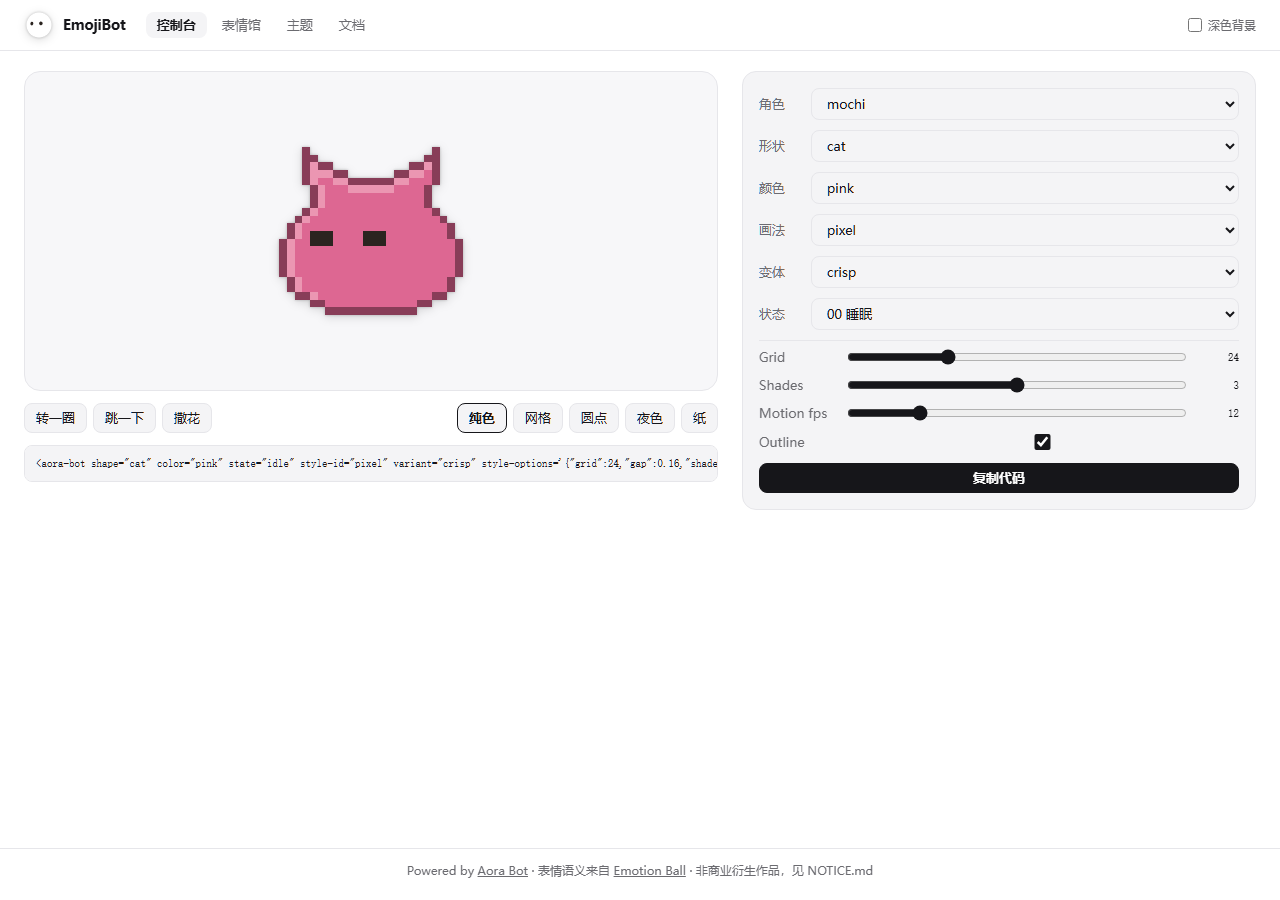 EmojiBot 控制台 表情馆 主题 文档 深色背景
角色 mochi
形状 cat
颜色 pink
画法 pixel
变体 crisp
状态 00 睡眠
Grid 24
Shades 3
Motion fps 12
Outline
复制代码
转一圈 跳一下 撒花 纯色 网格 圆点 夜色 纸
<aora-bot shape="cat" color="pink" state="idle" style-id="pixel" variant="crisp" style-options='{"grid":24,"gap":0.16,"shade
Powered by Aora Bot · 表情语义来自 Emotion Ball · 非商业衍生作品，见 NOTICE.md